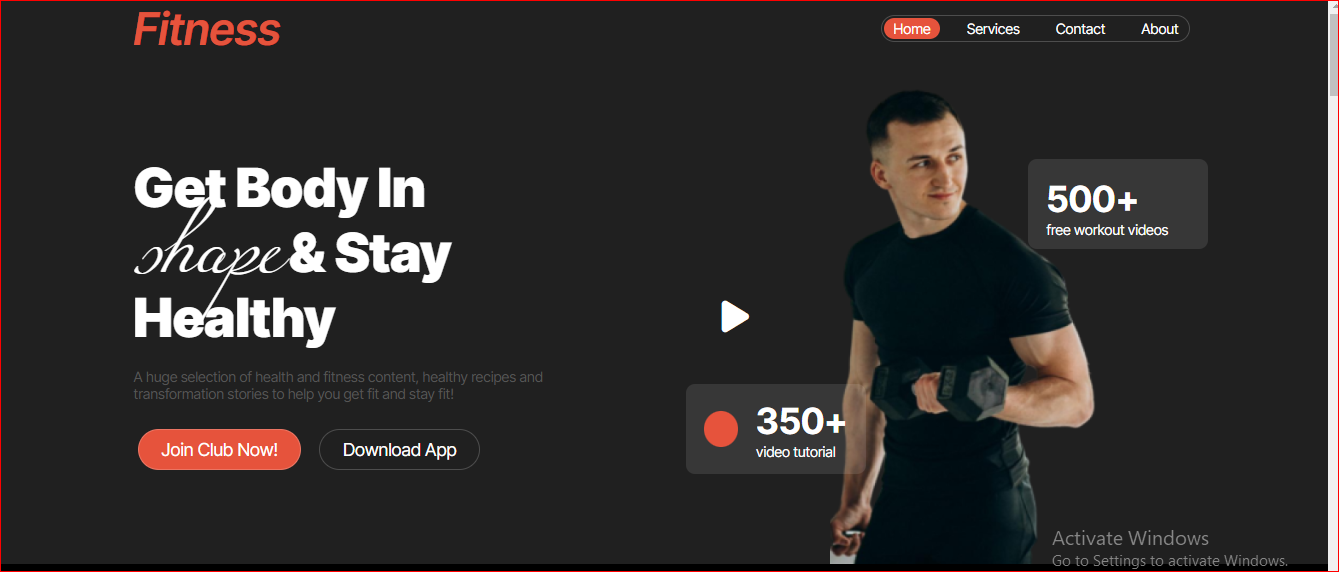 Fitness
Home Services Contact About
Get Body In
shape & Stay
Healthy
A huge selection of health and fitness content, healthy recipes and
transformation stories to help you get fit and stay fit!
Join Club Now! Download App
500+
free workout videos
350+
video tutorial
Activate Windows
Go to Settings to activate Windows.